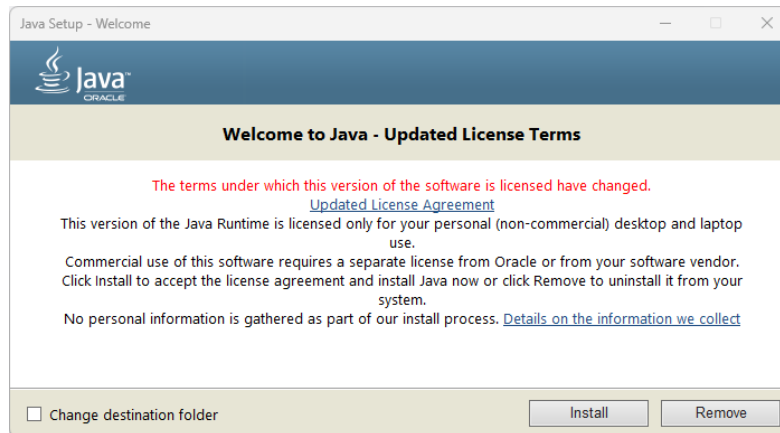 Java Setup - Welcome
Java™
ORACLE
Welcome to Java - Updated License Terms
The terms under which this version of the software is licensed have changed.
Updated License Agreement
This version of the Java Runtime is licensed only for your personal (non-commercial) desktop and laptop
use.
Commercial use of this software requires a separate license from Oracle or from your software vendor.
Click Install to accept the license agreement and install Java now or click Remove to uninstall it from your
system.
No personal information is gathered as part of our install process. Details on the information we collect
Change destination folder
Install
Remove